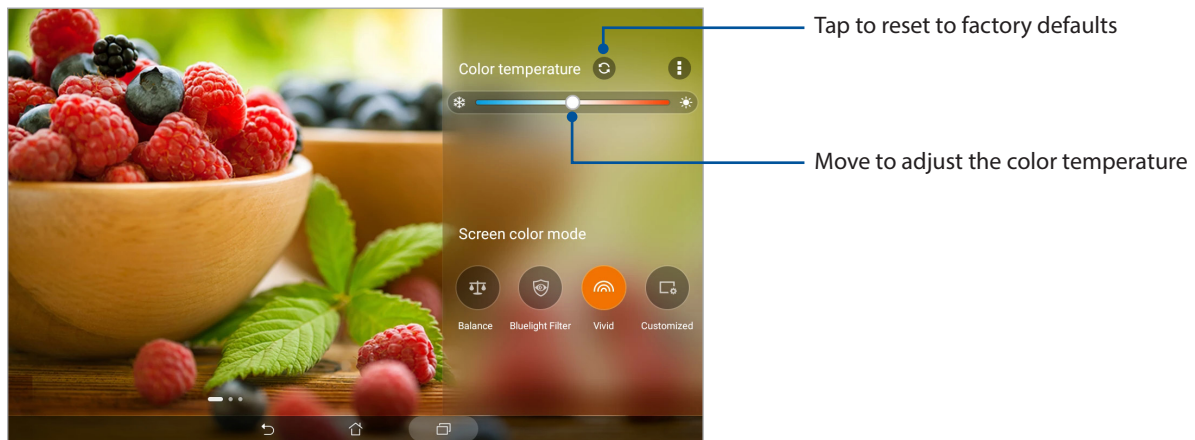 Tap to reset to factory defaults
Color temperature
Move to adjust the color temperature
Screen color mode
Balance
Bluelight Filter
Vivid
Customized